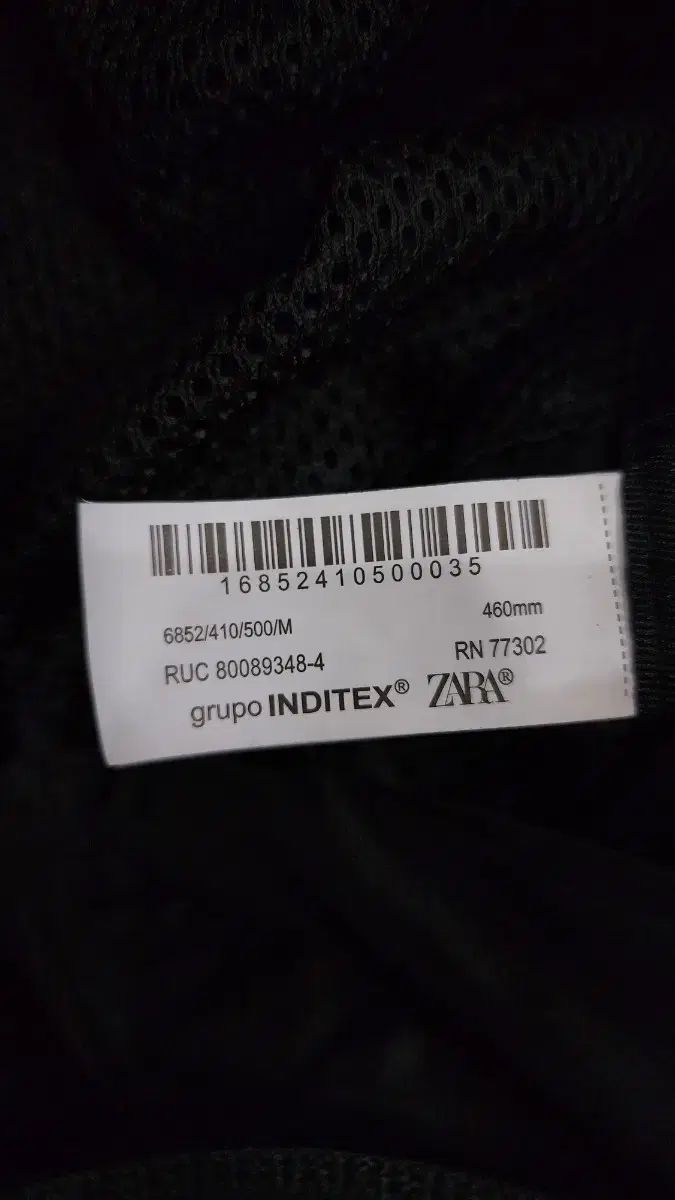 16852410500035
6852/410/500/M
460mm
RUC 80089348-4
RN 77302
grupo INDITEX® ZARA®